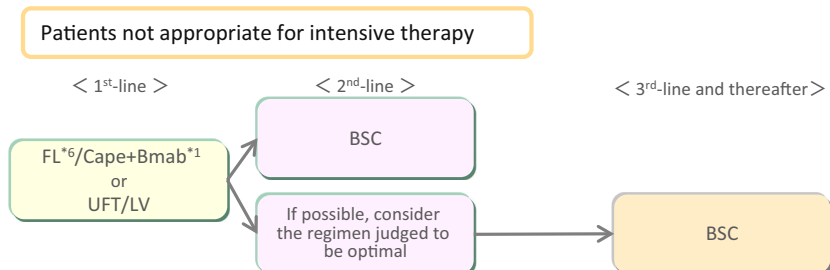 Patients not appropriate for intensive therapy
< 1st-line >
< 2nd-line >
< 3rd-line and thereafter>
FL*6/Cape+Bmab*1
or
UFT/LV
BSC
If possible, consider
the regimen judged to
be optimal
BSC